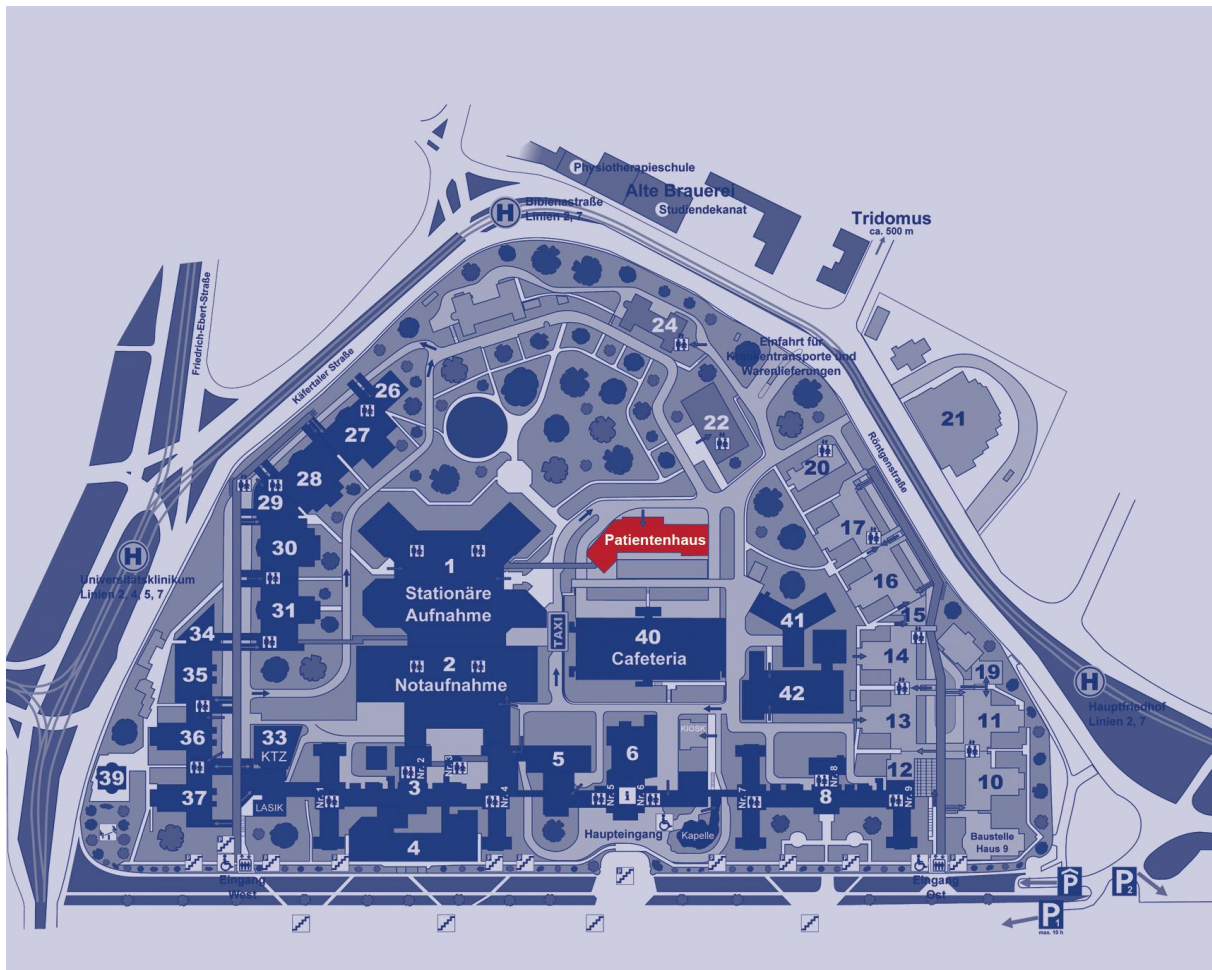 Physiotherapieschule
Alte Brauerei
Studiendekanat
H
Bibienastraße
Linien 2, 7
Tridomus
ca. 500 m
Friedrich-Ebert-Straße
Käfertaler Straße
24
Einfahrt für
Krankentransporte und
Warenlieferungen
26
27
22
21
20
Röntgenstraße
28
29
17
30
Patientenhaus
H
Universitätsklinikum
Linien 2, 4, 5, 7
1
Stationäre
Aufnahme
16
31
15
34
TAXI
40
Cafeteria
41
14
35
2
Notaufnahme
19
42
H
Hauptfriedhof
Linien 2, 7
13
11
36
33
KTZ
KIOSK
5
6
39
37
LASIK
Nr. 1
Nr. 2
3
Nr. 3
Nr. 4
Nr. 5
i
Nr. 6
Nr. 7
8
Nr. 8
Nr. 9
12
10
4
Haupteingang
Kapelle
Baustelle
Haus 9
Eingang
West
Eingang
Ost
P
P2
P1
max. 10 h